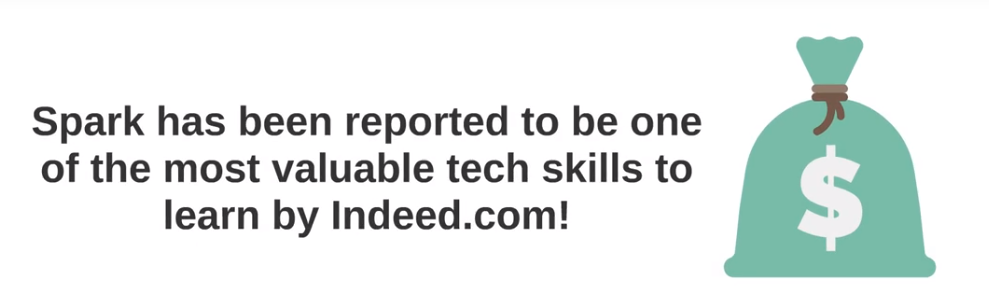 Spark has been reported to be one
of the most valuable tech skills to
learn by Indeed.com!
$